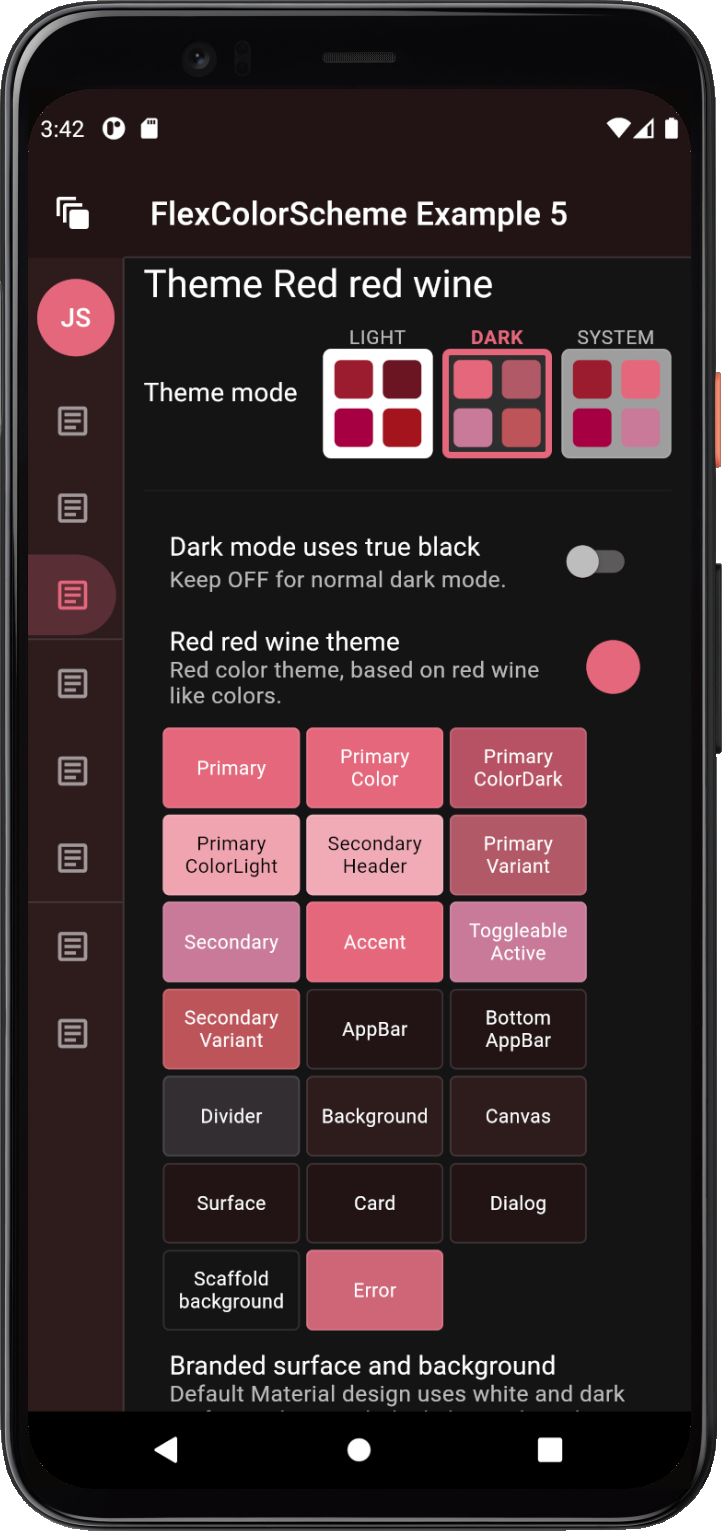 3:42
FlexColorScheme Example 5
JS
Theme Red red wine
LIGHT
DARK
SYSTEM
Theme mode
Dark mode uses true black
Keep OFF for normal dark mode.
Red red wine theme
Red color theme, based on red wine
like colors.
Primary
Primary
Color
Primary
ColorDark
Primary
ColorLight
Secondary
Header
Primary
Variant
Secondary
Accent
Toggleable
Active
Secondary
Variant
AppBar
Bottom
AppBar
Divider
Background
Canvas
Surface
Card
Dialog
Scaffold
background
Error
Branded surface and background
Default Material design uses white and dark